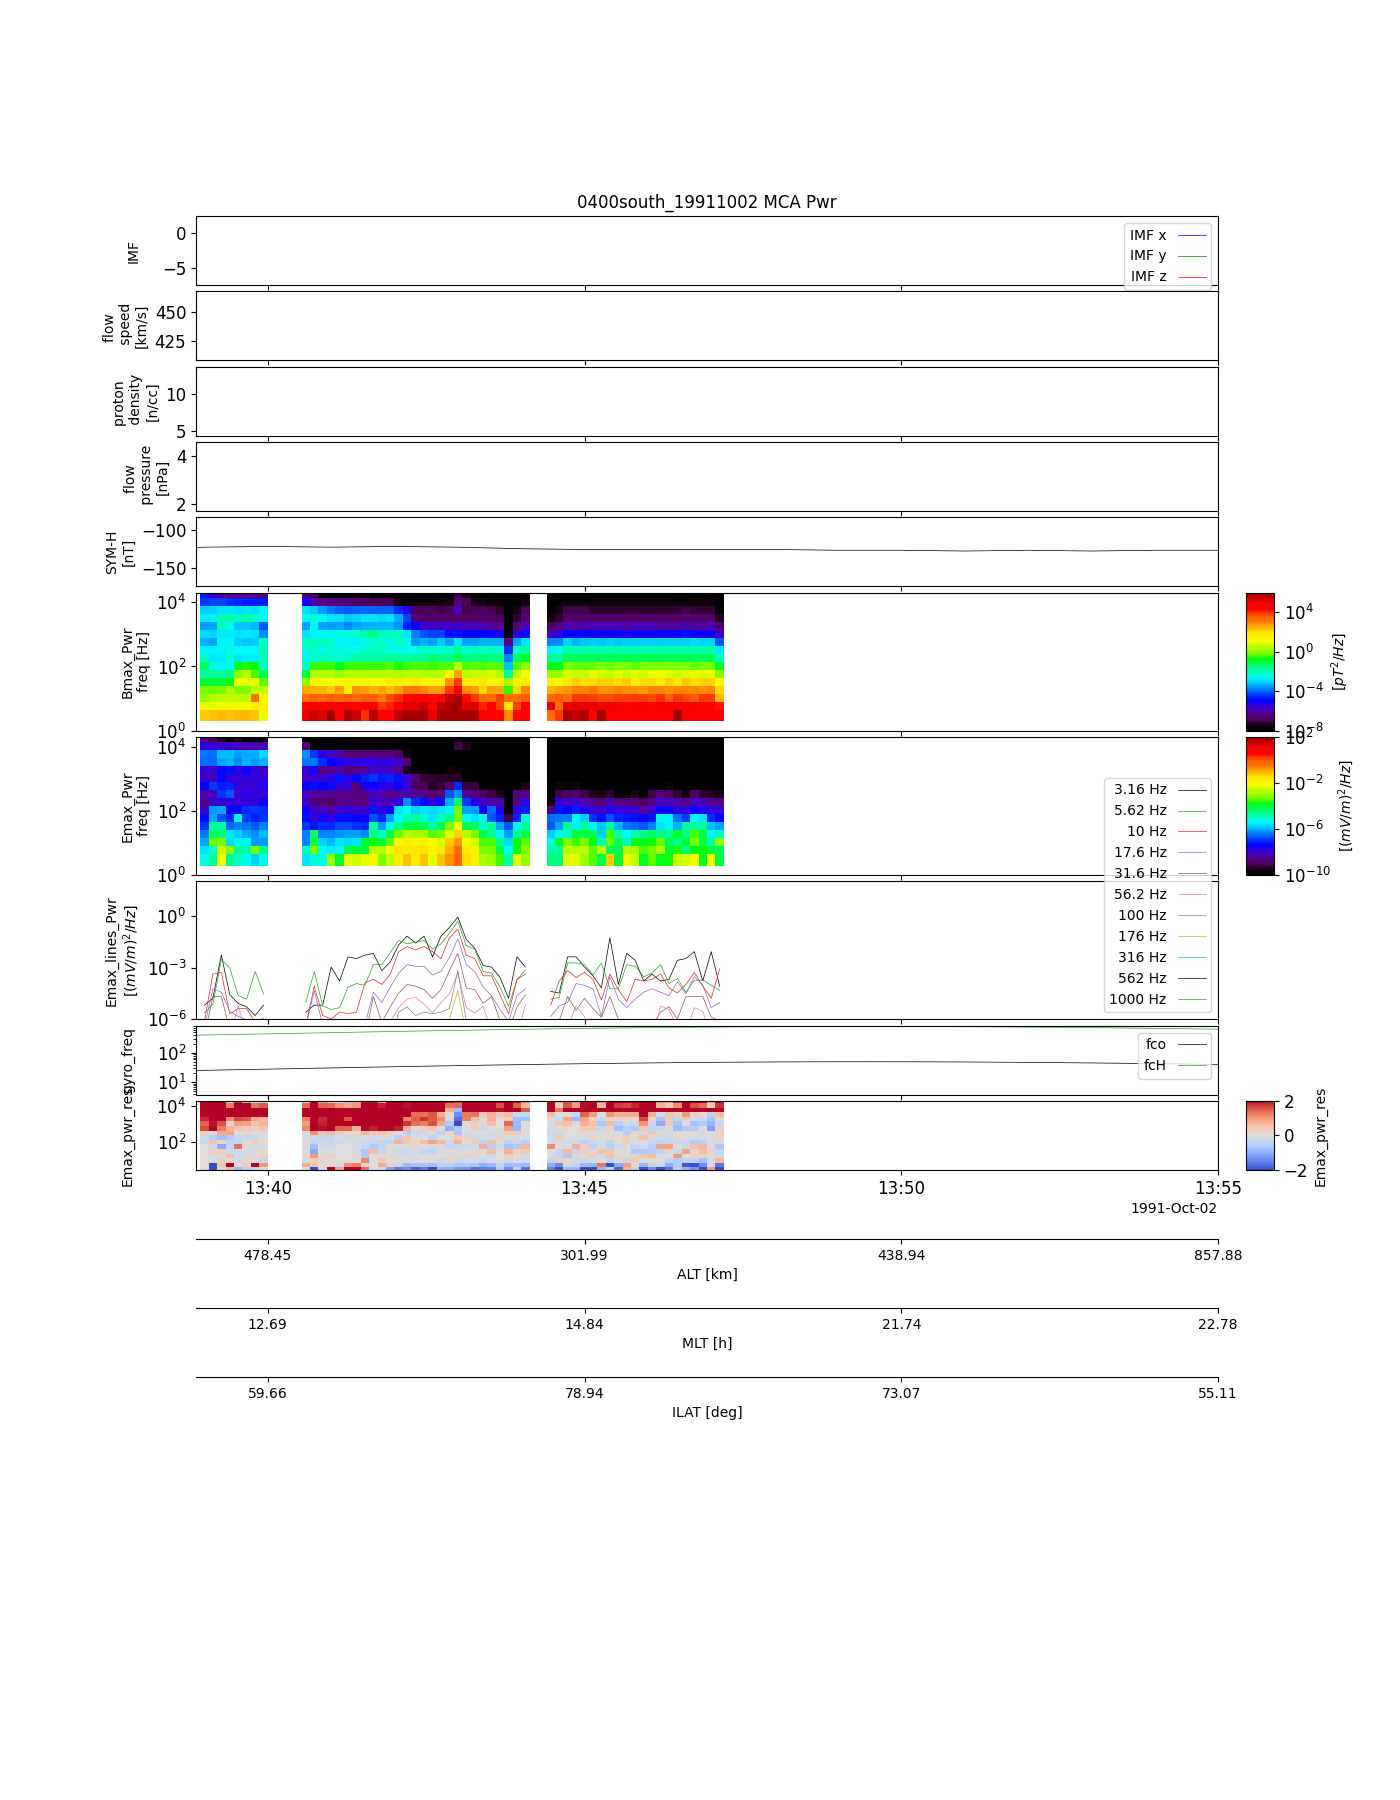 0400south_19911002 MCA Pwr
IMF
0
−5
IMF x
IMF y
IMF z
flow
speed
[km/s]
450
425
proton
density
[n/cc]
10
5
flow
pressure
[nPa]
4
2
SYM-H
[nT]
−100
−150
Bmax_Pwr
freq [Hz]
10^4
10^2
10^0
10^4
10^0
10^−4
10^−8
[pT^2/Hz]
Emax_Pwr
freq [Hz]
10^4
10^2
10^0
10^2
10^−2
10^−6
10^−10
[(mV/m)^2/Hz]
3.16 Hz
5.62 Hz
10 Hz
17.6 Hz
31.6 Hz
56.2 Hz
100 Hz
176 Hz
316 Hz
562 Hz
1000 Hz
Emax_lines_Pwr
[(mV/m)^2/Hz]
10^0
10^−3
10^−6
gyro_freq
10^2
10^1
fco
fcH
Emax_pwr_res
10^4
10^2
2
0
−2
Emax_pwr_res
13:40 13:45 13:50 13:55
1991-Oct-02
478.45 301.99 438.94 857.88
ALT [km]
12.69 14.84 21.74 22.78
MLT [h]
59.66 78.94 73.07 55.11
ILAT [deg]